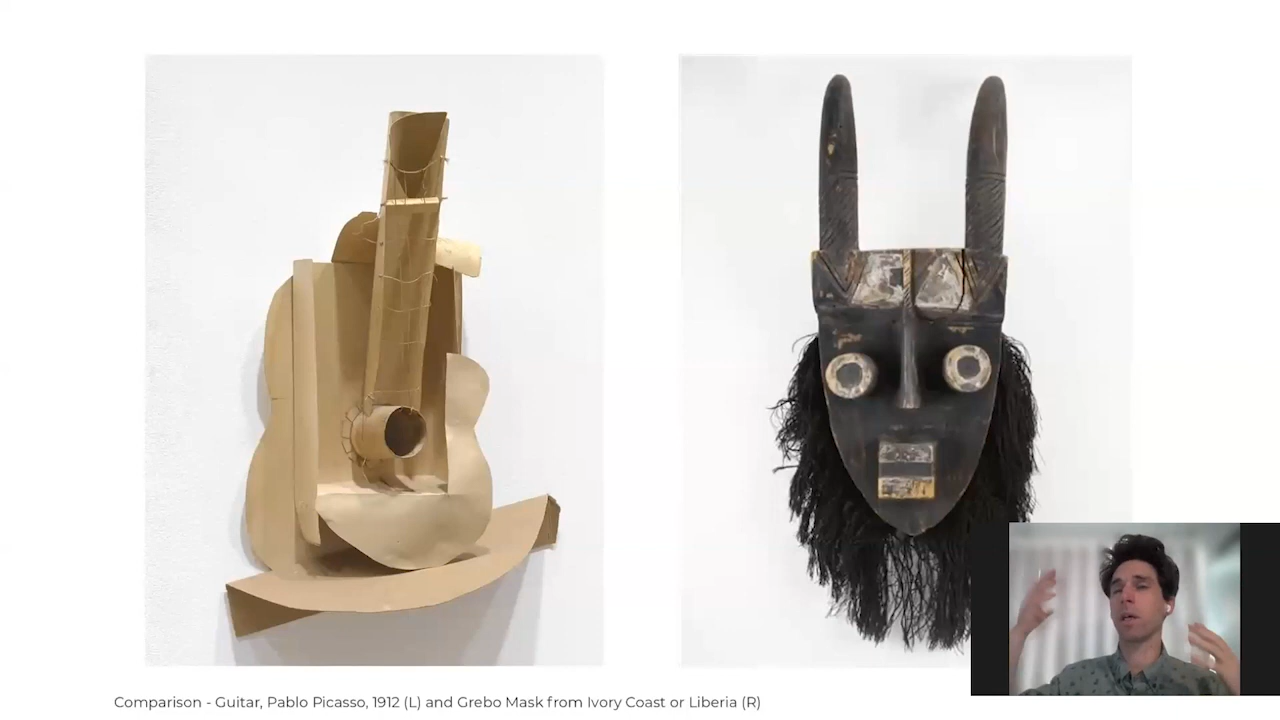 Comparison - Guitar, Pablo Picasso, 1912 (L) and Grebo Mask from Ivory Coast or Liberia (R)